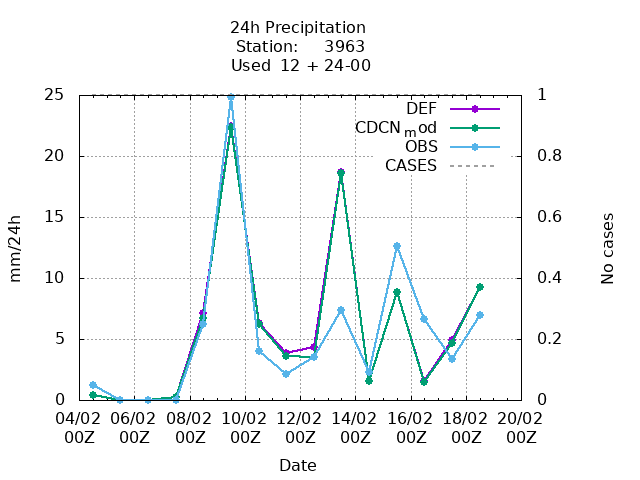 24h Precipitation
Station: 3963
Used 12 + 24-00
25 1
DEF
CDCN_mod
OBS
CASES
20 0.8
15 0.6
10 0.4
5 0.2
0 0
mm/24h
No cases
04/02 06/02 08/02 10/02 12/02 14/02 16/02 18/02 20/02
00Z 00Z 00Z 00Z 00Z 00Z 00Z 00Z 00Z
Date